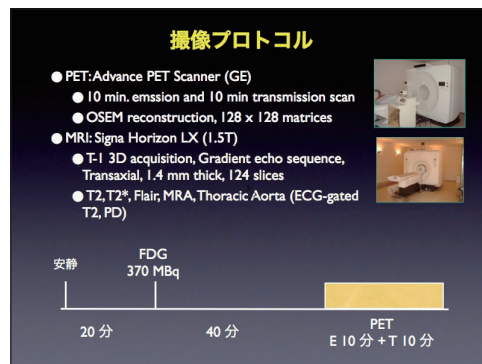 撮像プロトコル
● PET: Advance PET Scanner (GE)
● 10 min. emssion and 10 min transmission scan
● OSEM reconstruction, 128 x 128 matrices
● MRI: Signa Horizon LX (1.5T)
● T-1 3D acquisition, Gradient echo sequence,
Transaxial, 1.4 mm thick, 124 slices
● T2, T2*, Flair, MRA, Thoracic Aorta (ECG-gated
T2, PD)
安静
FDG
370 MBq
20 分
40 分
PET
E 10 分 + T 10 分